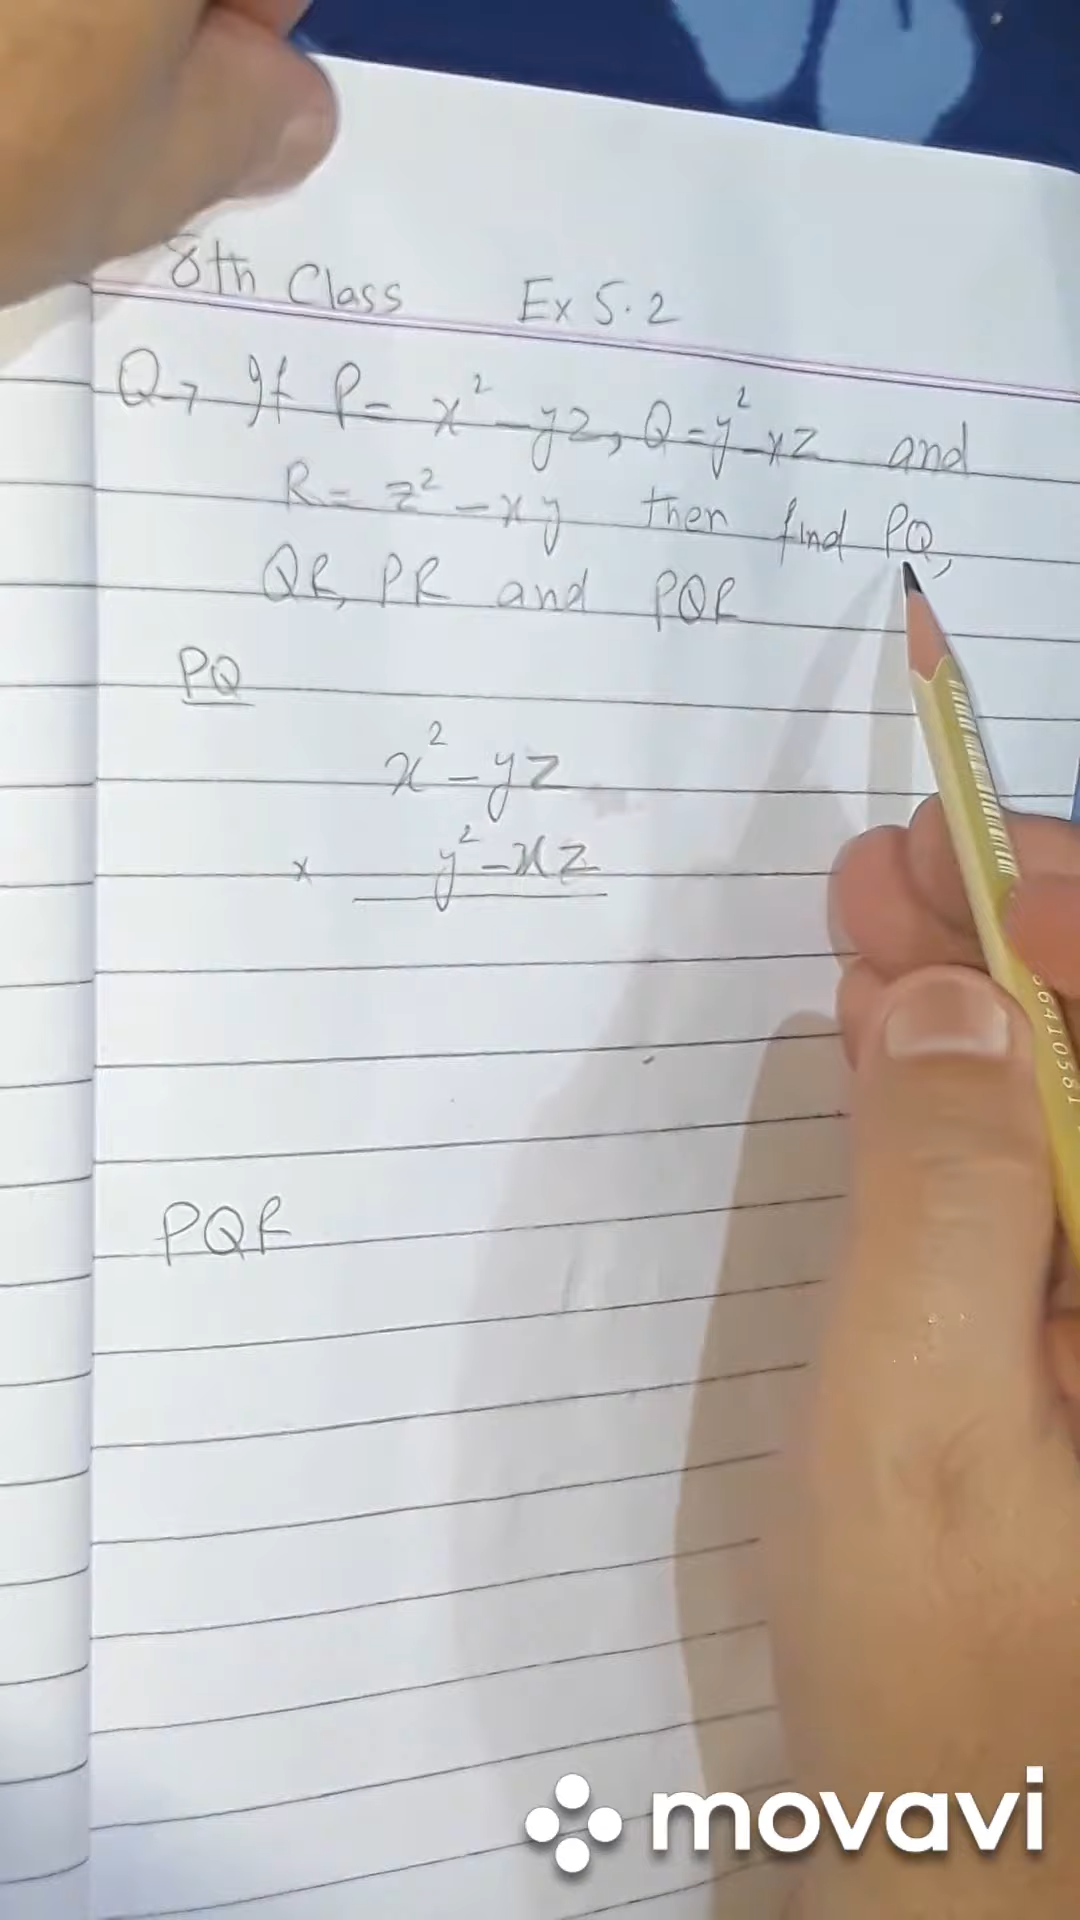 8th Class Ex 5.2
Q→ If P = x² - yz, Q = y² - xz and
R = z² - xy then find PQ,
QR, PR and PQR
PQ
x² - yz
x y² - xz
PQR
66410561
movavi